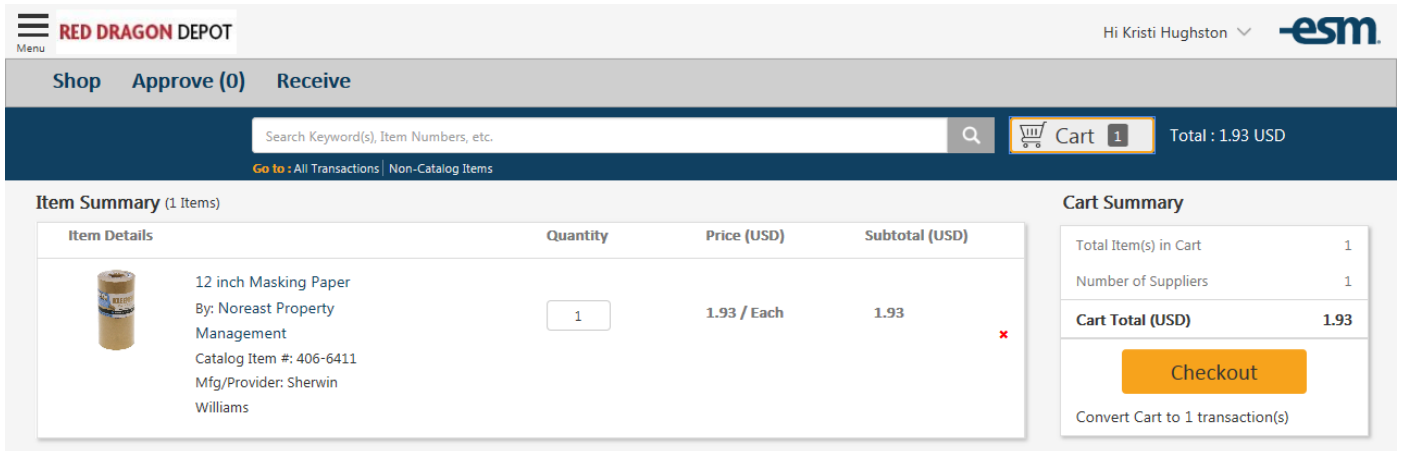 RED DRAGON DEPOT
Menu
Hi Kristi Hughston
esm
Shop Approve (0) Receive
Search Keyword(s), Item Numbers, etc.
Cart 1
Total : 1.93 USD
Go to : All Transactions | Non-Catalog Items
Item Summary (1 Items)
Item Details Quantity Price (USD) Subtotal (USD)
12 inch Masking Paper
By: Noreast Property
Management
Catalog Item #: 406-6411
Mfg/Provider: Sherwin
Williams
1
1.93 / Each
1.93
Cart Summary
Total Item(s) in Cart 1
Number of Suppliers 1
Cart Total (USD) 1.93
Checkout
Convert Cart to 1 transaction(s)